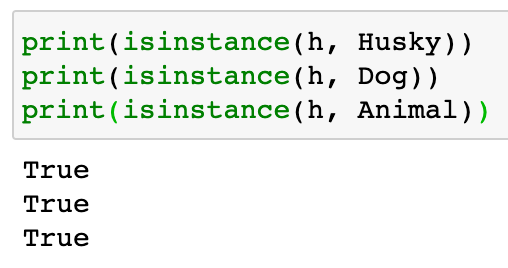 print(isinstance(h, Husky))
print(isinstance(h, Dog))
print(isinstance(h, Animal))
True
True
True